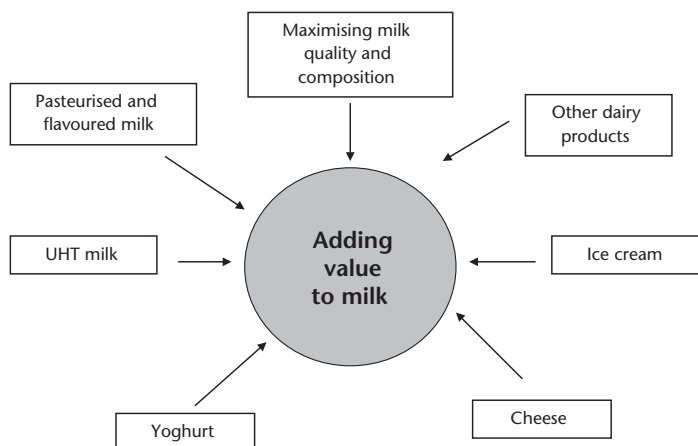 Maximising milk
quality and
composition
Pasteurised and
flavoured milk
Other dairy
products
Adding
value
to milk
UHT milk
Ice cream
Yoghurt
Cheese